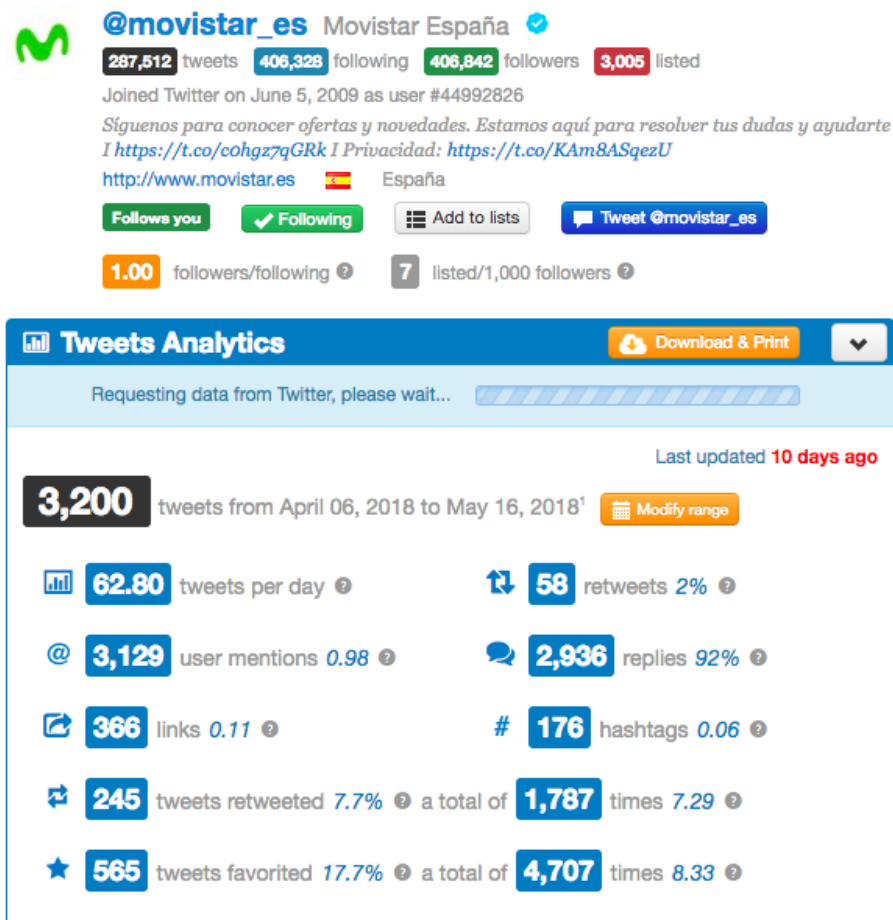 @movistar_es Movistar España
287,512 tweets 406,328 following 406,842 followers 3,005 listed
Joined Twitter on June 5, 2009 as user #44992826
Síguenos para conocer ofertas y novedades. Estamos aquí para resolver tus dudas y ayudarte
I https://t.co/c0hgz7qGRk I Privacidad: https://t.co/KAm8ASqezU
http://www.movistar.es España
Follows you Following Add to lists Tweet @movistar_es
1.00 followers/following ? 7 listed/1,000 followers ?
Tweets Analytics Download & Print
Requesting data from Twitter, please wait...
Last updated 10 days ago
3,200 tweets from April 06, 2018 to May 16, 2018¹ Modify range
62.80 tweets per day ? 58 retweets 2% ?
@ 3,129 user mentions 0.98 ? 2,936 replies 92% ?
366 links 0.11 ? # 176 hashtags 0.06 ?
245 tweets retweeted 7.7% ? a total of 1,787 times 7.29 ?
565 tweets favorited 17.7% ? a total of 4,707 times 8.33 ?